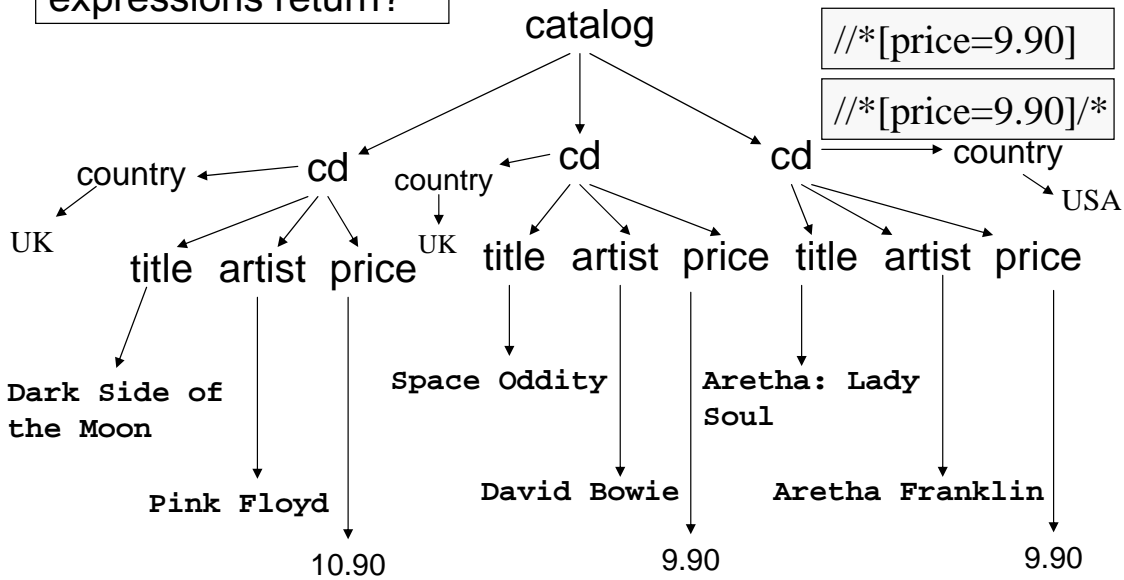 expressions return?
catalog
//*[price=9.90]
//*[price=9.90]/*
country
cd
country
cd
cd
country
UK
UK
USA
title artist price
title artist price
title artist price
Dark Side of
the Moon
Space Oddity
Aretha: Lady
Soul
Pink Floyd
David Bowie
Aretha Franklin
10.90
9.90
9.90